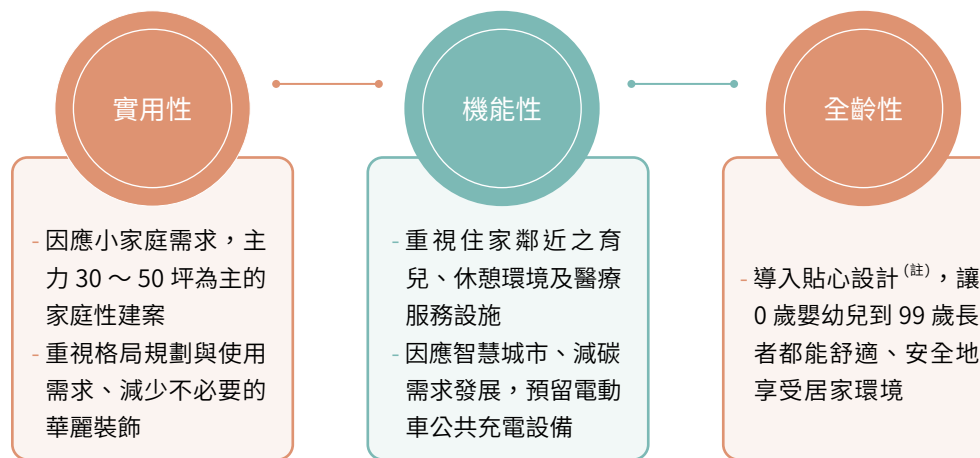 實用性
- 因應小家庭需求，主
力 30 ～ 50 坪為主的
家庭性建案
- 重視格局規劃與使用
需求、減少不必要的
華麗裝飾
機能性
- 重視住家鄰近之育
兒、休憩環境及醫療
服務設施
- 因應智慧城市、減碳
需求發展，預留電動
車公共充電設備
全齡性
- 導入貼心設計(註)，讓
0 歲嬰幼兒到 99 歲長
者都能舒適、安全地
享受居家環境